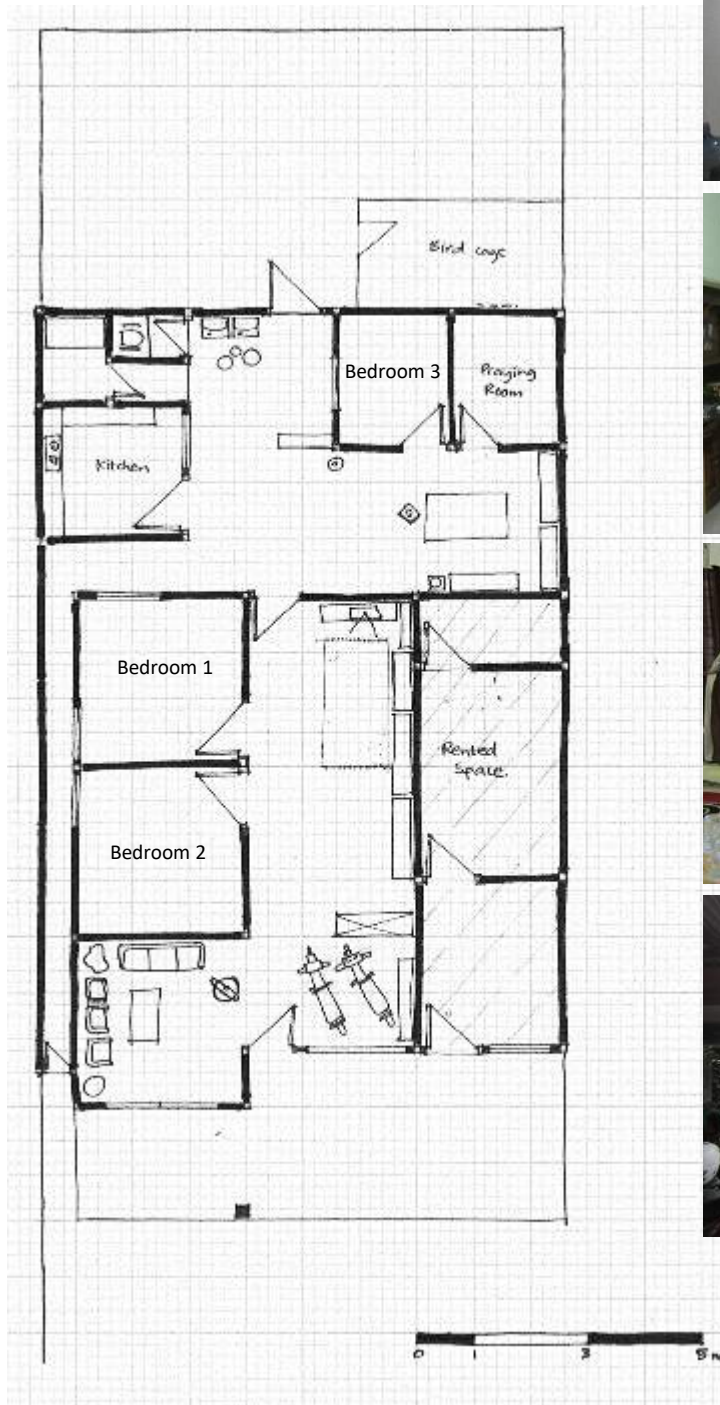 Bird cage
Bedroom 3
Praying
Room
Kitchen
Bedroom 1
Rented
Space
Bedroom 2
0 1 3 5 m